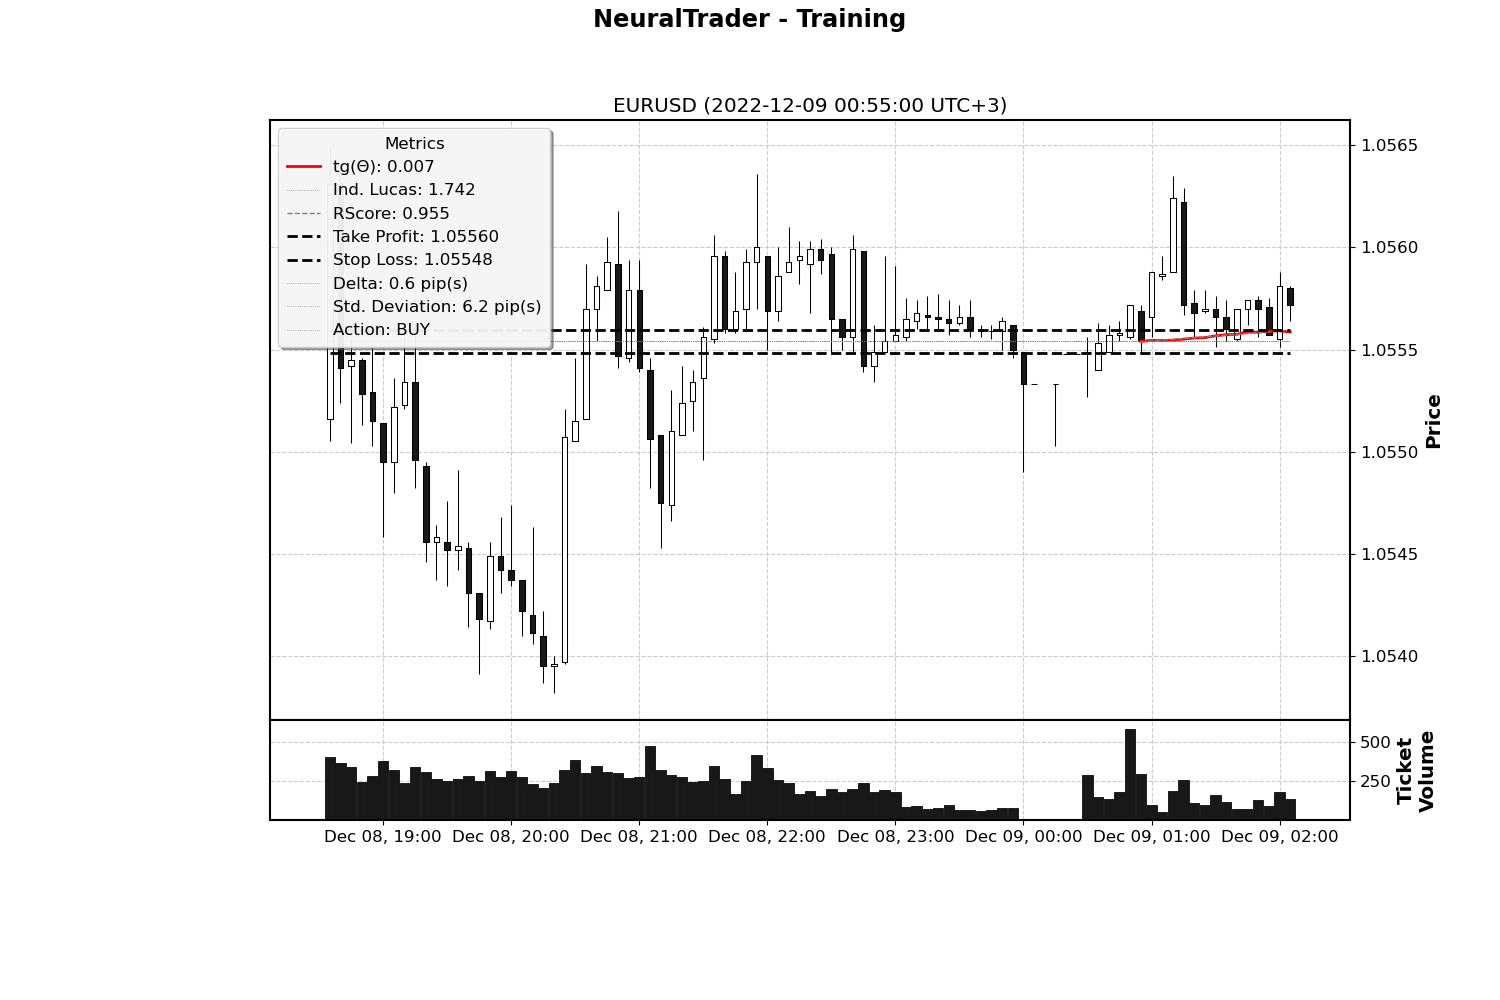 NeuralTrader - Training
EURUSD (2022-12-09 00:55:00 UTC+3)
Metrics
tg(Θ): 0.007
Ind. Lucas: 1.742
RScore: 0.955
Take Profit: 1.05560
Stop Loss: 1.05548
Delta: 0.6 pip(s)
Std. Deviation: 6.2 pip(s)
Action: BUY
1.0565
1.0560
1.0555
1.0550
1.0545
1.0540
Price
500
250
Ticket
Volume
Dec 08, 19:00
Dec 08, 20:00
Dec 08, 21:00
Dec 08, 22:00
Dec 08, 23:00
Dec 09, 00:00
Dec 09, 01:00
Dec 09, 02:00